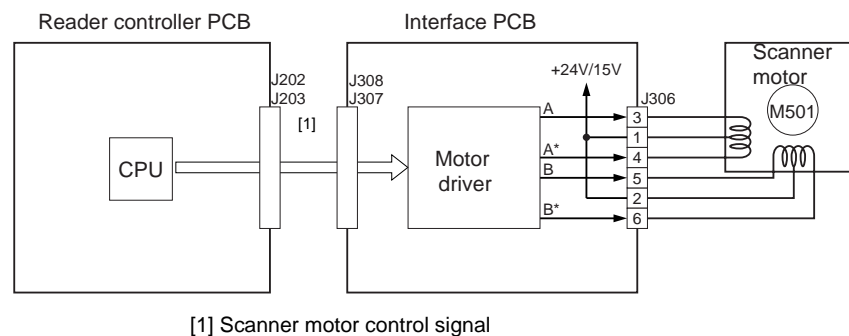 Reader controller PCB
Interface PCB
Scanner
motor
M501
+24V/15V
J202
J203
[1]
J308
J307
J306
CPU
Motor
driver
A
A*
B
B*
3
1
4
5
2
6
[1] Scanner motor control signal